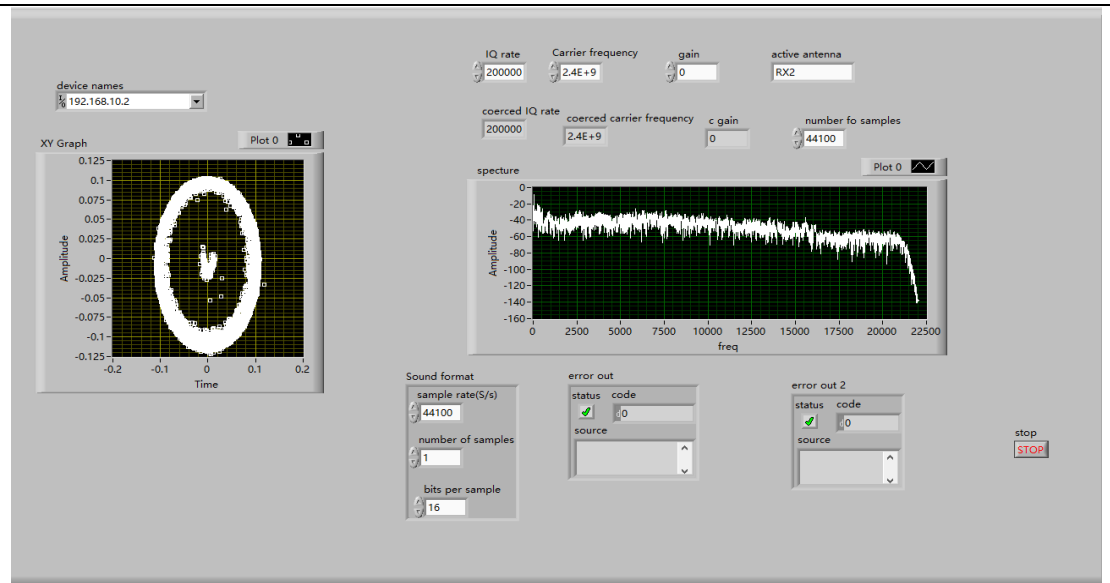 IQ rate Carrier frequency gain active antenna
200000 2.4E+9 0 RX2
device names
192.168.10.2
coerced IQ rate coerced carrier frequency c gain number fo samples
200000 2.4E+9 0 44100
XY Graph Plot 0
0.125
0.1
0.075
0.05
0.025
0
-0.025
-0.05
-0.075
-0.1
-0.125
Amplitude
-0.2 -0.1 0 0.1 0.2
Time
specture Plot 0
0
-20
-40
-60
-80
-100
-120
-140
-160
Amplitude
0 2500 5000 7500 10000 12500 15000 17500 20000 22500
freq
Sound format
sample rate(S/s)
44100
number of samples
1
bits per sample
16
error out
status code
0
source
error out 2
status code
0
source
stop
STOP